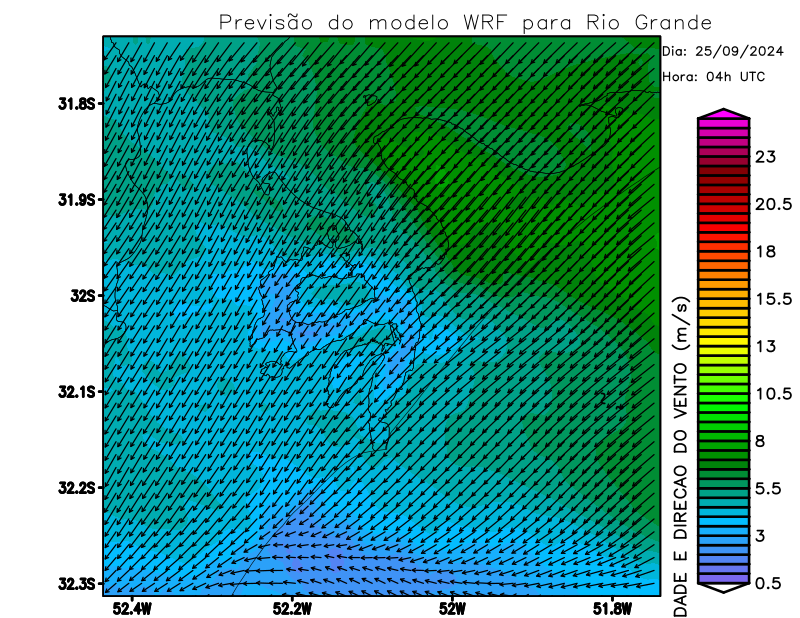 Previsão do modelo WRF para Rio Grande
Dia: 25/09/2024
Hora: 04h UTC
31.8S
31.9S
32S
32.1S
32.2S
32.3S
52.4W
52.2W
52W
51.8W
23
20.5
18
15.5
13
10.5
8
5.5
3
0.5
DADE E DIRECAO DO VENTO (m/s)